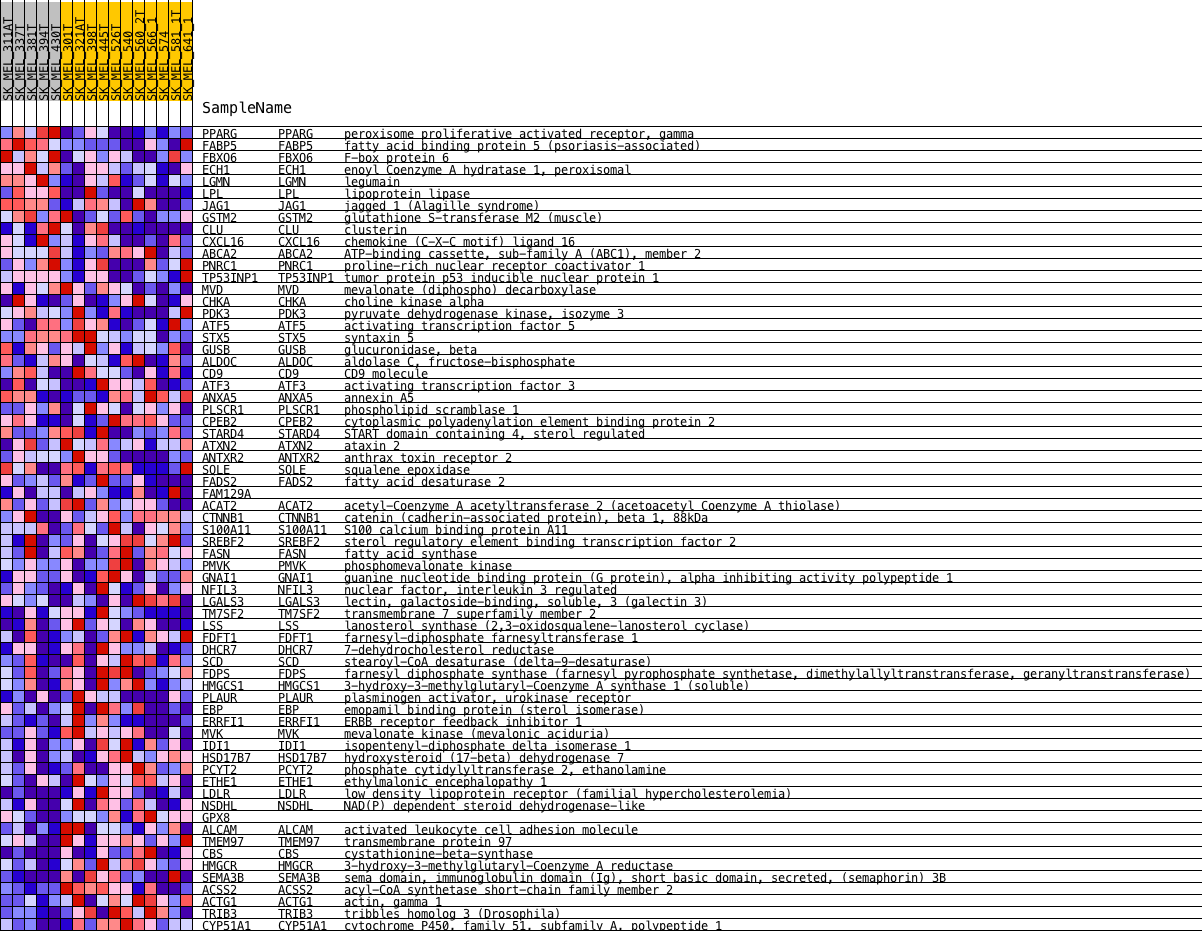 SK_MEL_311AT
SK_MEL_337T
SK_MEL_381T
SK_MEL_394T
SK_MEL_430T
SK_MEL_301T
SK_MEL_321AT
SK_MEL_398T
SK_MEL_445T
SK_MEL_526T
SK_MEL_540
SK_MEL_560_2T
SK_MEL_566_1
SK_MEL_574
SK_MEL_581_1T
SK_MEL_641_1
SampleName
PPARG PPARG peroxisome proliferative activated receptor, gamma
FABP5 FABP5 fatty acid binding protein 5 (psoriasis-associated)
FBXO6 FBXO6 F-box protein 6
ECH1 ECH1 enoyl Coenzyme A hydratase 1, peroxisomal
LGMN LGMN legumain
LPL LPL lipoprotein lipase
JAG1 JAG1 jagged 1 (Alagille syndrome)
GSTM2 GSTM2 glutathione S-transferase M2 (muscle)
CLU CLU clusterin
CXCL16 CXCL16 chemokine (C-X-C motif) ligand 16
ABCA2 ABCA2 ATP-binding cassette, sub-family A (ABC1), member 2
PNRC1 PNRC1 proline-rich nuclear receptor coactivator 1
TP53INP1 TP53INP1 tumor protein p53 inducible nuclear protein 1
MVD MVD mevalonate (diphospho) decarboxylase
CHKA CHKA choline kinase alpha
PDK3 PDK3 pyruvate dehydrogenase kinase, isozyme 3
ATF5 ATF5 activating transcription factor 5
STX5 STX5 syntaxin 5
GUSB GUSB glucuronidase, beta
ALDOC ALDOC aldolase C, fructose-bisphosphate
CD9 CD9 CD9 molecule
ATF3 ATF3 activating transcription factor 3
ANXA5 ANXA5 annexin A5
PLSCR1 PLSCR1 phospholipid scramblase 1
CPEB2 CPEB2 cytoplasmic polyadenylation element binding protein 2
STARD4 STARD4 START domain containing 4, sterol regulated
ATXN2 ATXN2 ataxin 2
ANTXR2 ANTXR2 anthrax toxin receptor 2
SQLE SQLE squalene epoxidase
FADS2 FADS2 fatty acid desaturase 2
FAM129A
ACAT2 ACAT2 acetyl-Coenzyme A acetyltransferase 2 (acetoacetyl Coenzyme A thiolase)
CTNNB1 CTNNB1 catenin (cadherin-associated protein), beta 1, 88kDa
S100A11 S100A11 S100 calcium binding protein A11
SREBF2 SREBF2 sterol regulatory element binding transcription factor 2
FASN FASN fatty acid synthase
PMVK PMVK phosphomevalonate kinase
GNAI1 GNAI1 guanine nucleotide binding protein (G protein), alpha inhibiting activity polypeptide 1
NFIL3 NFIL3 nuclear factor, interleukin 3 regulated
LGALS3 LGALS3 lectin, galactoside-binding, soluble, 3 (galectin 3)
TM7SF2 TM7SF2 transmembrane 7 superfamily member 2
LSS LSS lanosterol synthase (2,3-oxidosqualene-lanosterol cyclase)
FDFT1 FDFT1 farnesyl-diphosphate farnesyltransferase 1
DHCR7 DHCR7 7-dehydrocholesterol reductase
SCD SCD stearoyl-CoA desaturase (delta-9-desaturase)
FDPS FDPS farnesyl diphosphate synthase (farnesyl pyrophosphate synthetase, dimethylallyltranstransferase, geranyltranstransferase)
HMGCS1 HMGCS1 3-hydroxy-3-methylglutaryl-Coenzyme A synthase 1 (soluble)
PLAUR PLAUR plasminogen activator, urokinase receptor
EBP EBP emopamil binding protein (sterol isomerase)
ERRFI1 ERRFI1 ERBB receptor feedback inhibitor 1
MVK MVK mevalonate kinase (mevalonic aciduria)
IDI1 IDI1 isopentenyl-diphosphate delta isomerase 1
HSD17B7 HSD17B7 hydroxysteroid (17-beta) dehydrogenase 7
PCYT2 PCYT2 phosphate cytidylyltransferase 2, ethanolamine
ETHE1 ETHE1 ethylmalonic encephalopathy 1
LDLR LDLR low density lipoprotein receptor (familial hypercholesterolemia)
NSDHL NSDHL NAD(P) dependent steroid dehydrogenase-like
GPX8
ALCAM ALCAM activated leukocyte cell adhesion molecule
TMEM97 TMEM97 transmembrane protein 97
CBS CBS cystathionine-beta-synthase
HMGCR HMGCR 3-hydroxy-3-methylglutaryl-Coenzyme A reductase
SEMA3B SEMA3B sema domain, immunoglobulin domain (Ig), short basic domain, secreted, (semaphorin) 3B
ACSS2 ACSS2 acyl-CoA synthetase short-chain family member 2
ACTG1 ACTG1 actin, gamma 1
TRIB3 TRIB3 tribbles homolog 3 (Drosophila)
CYP51A1 CYP51A1 cytochrome P450, family 51, subfamily A, polypeptide 1